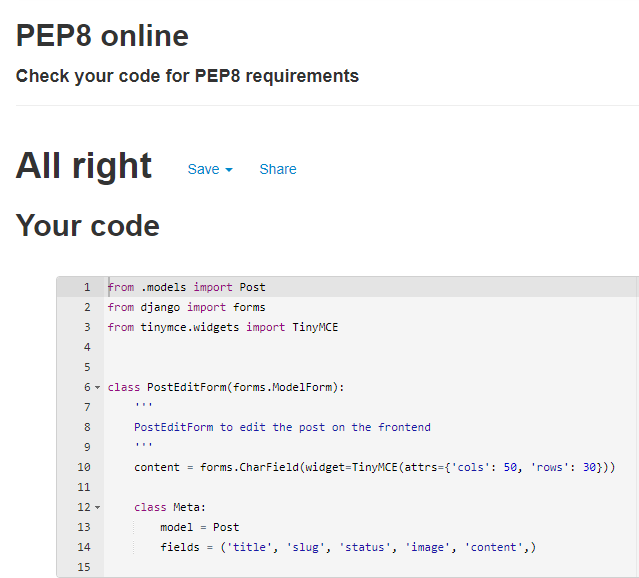 PEP8 online
Check your code for PEP8 requirements
All right Save Share
Your code
1 from .models import Post
2 from django import forms
3 from tinymce.widgets import TinyMCE
4
5
6 class PostEditForm(forms.ModelForm):
7     '''
8     PostEditForm to edit the post on the frontend
9     '''
10     content = forms.CharField(widget=TinyMCE(attrs={'cols': 50, 'rows': 30}))
11
12     class Meta:
13         model = Post
14         fields = ('title', 'slug', 'status', 'image', 'content',)
15